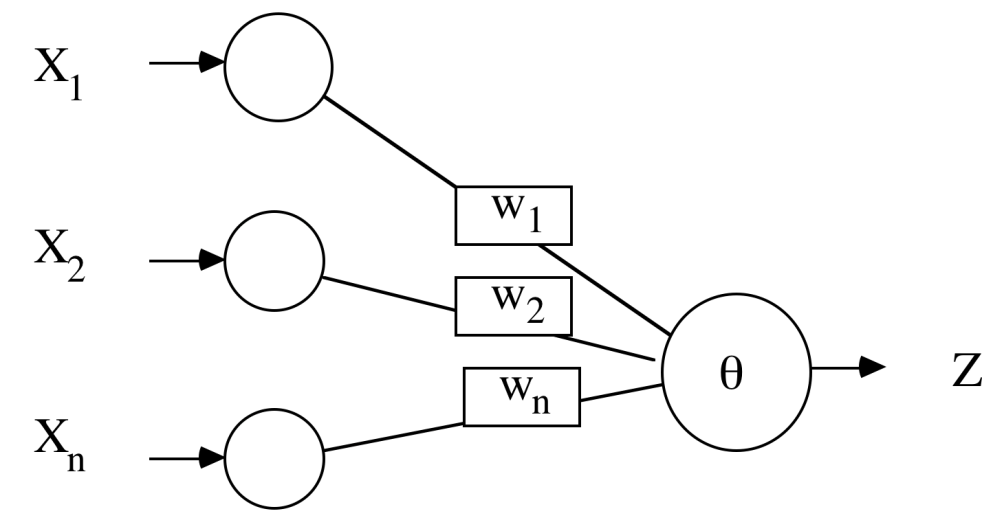 X₁
w₁
X₂
w₂
θ
Z
wₙ
Xₙ